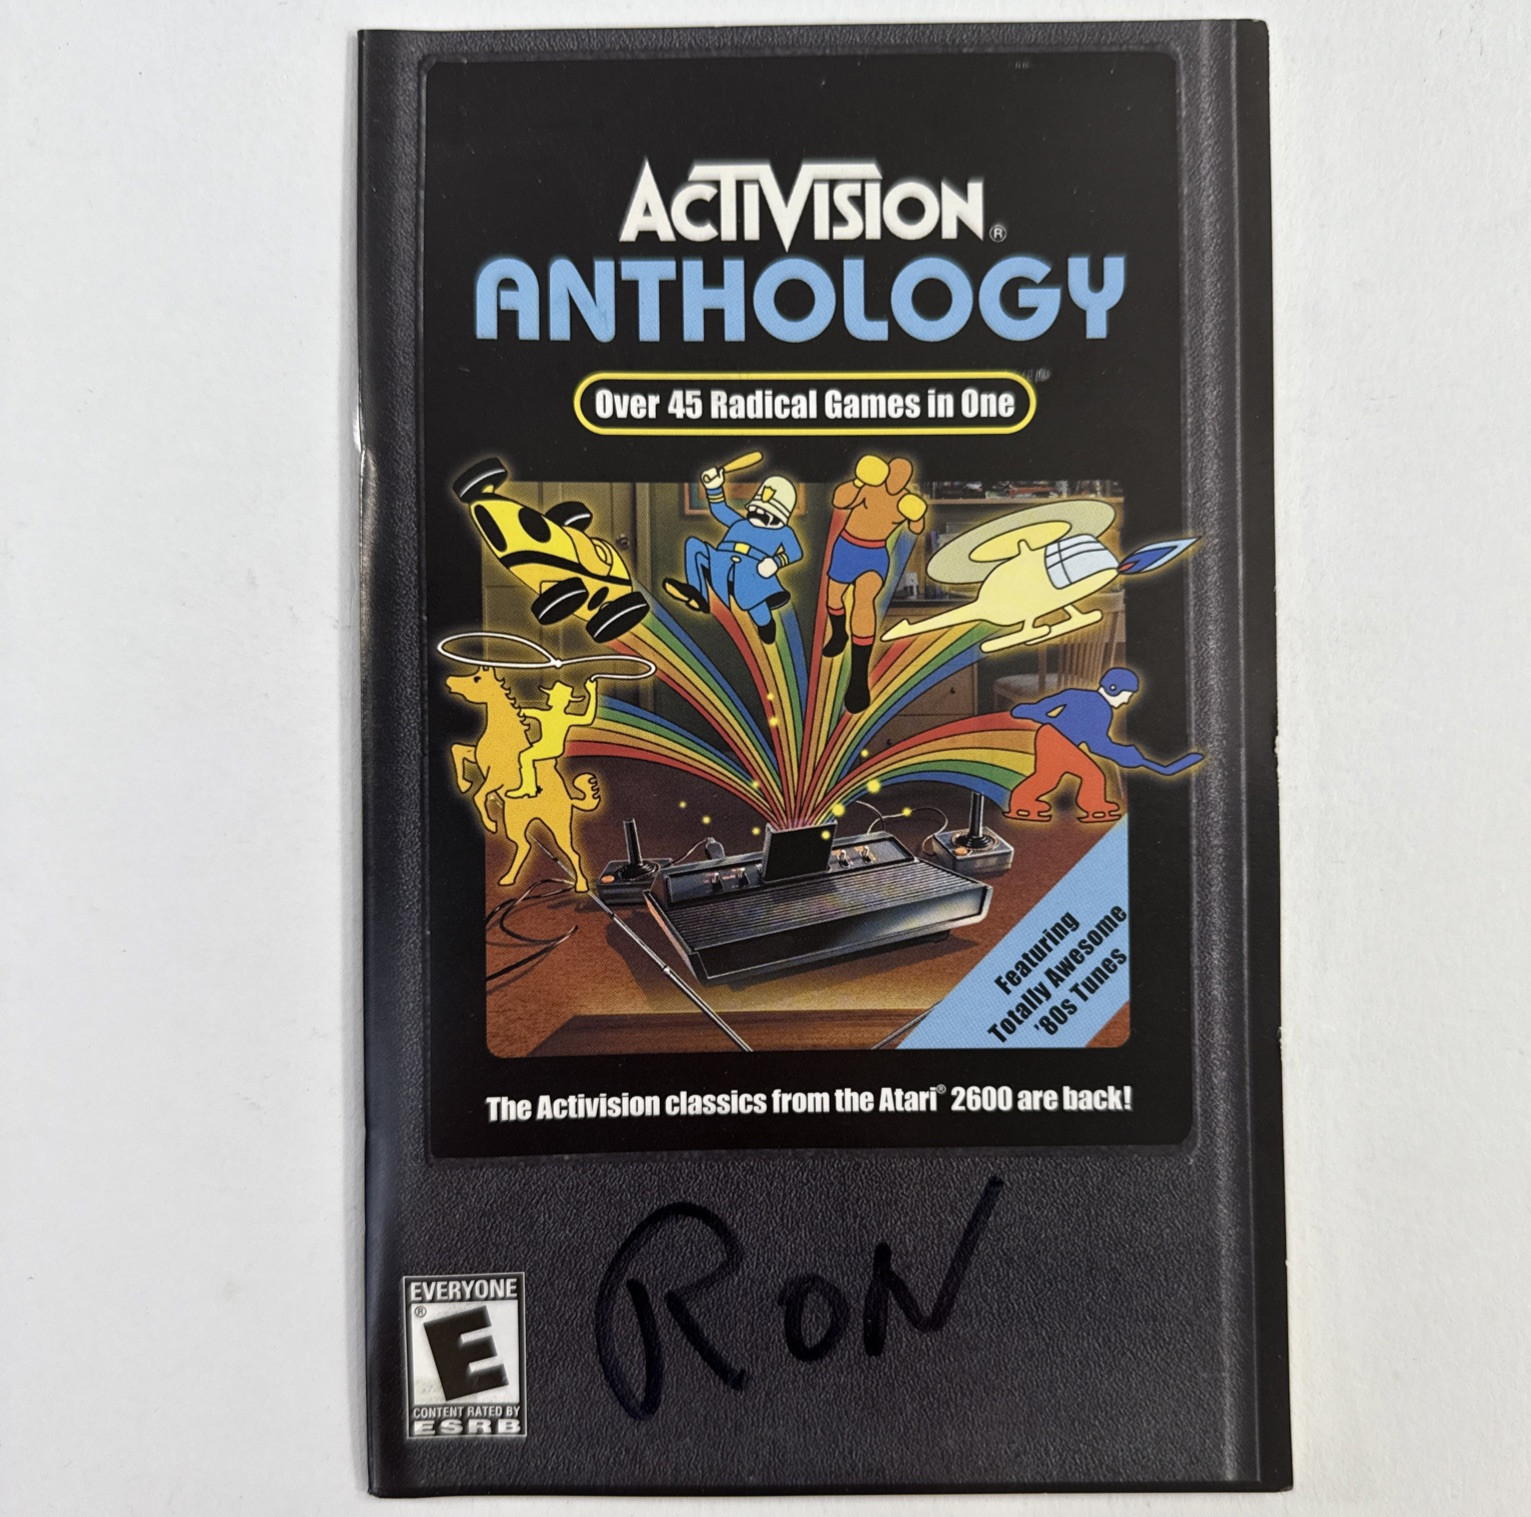 ACTIVISION®
ANTHOLOGY
Over 45 Radical Games in One
Featuring
Totally Awesome
'80s Tunes
The Activision classics from the Atari® 2600 are back!
RON
EVERYONE
E®
CONTENT RATED BY
ESRB